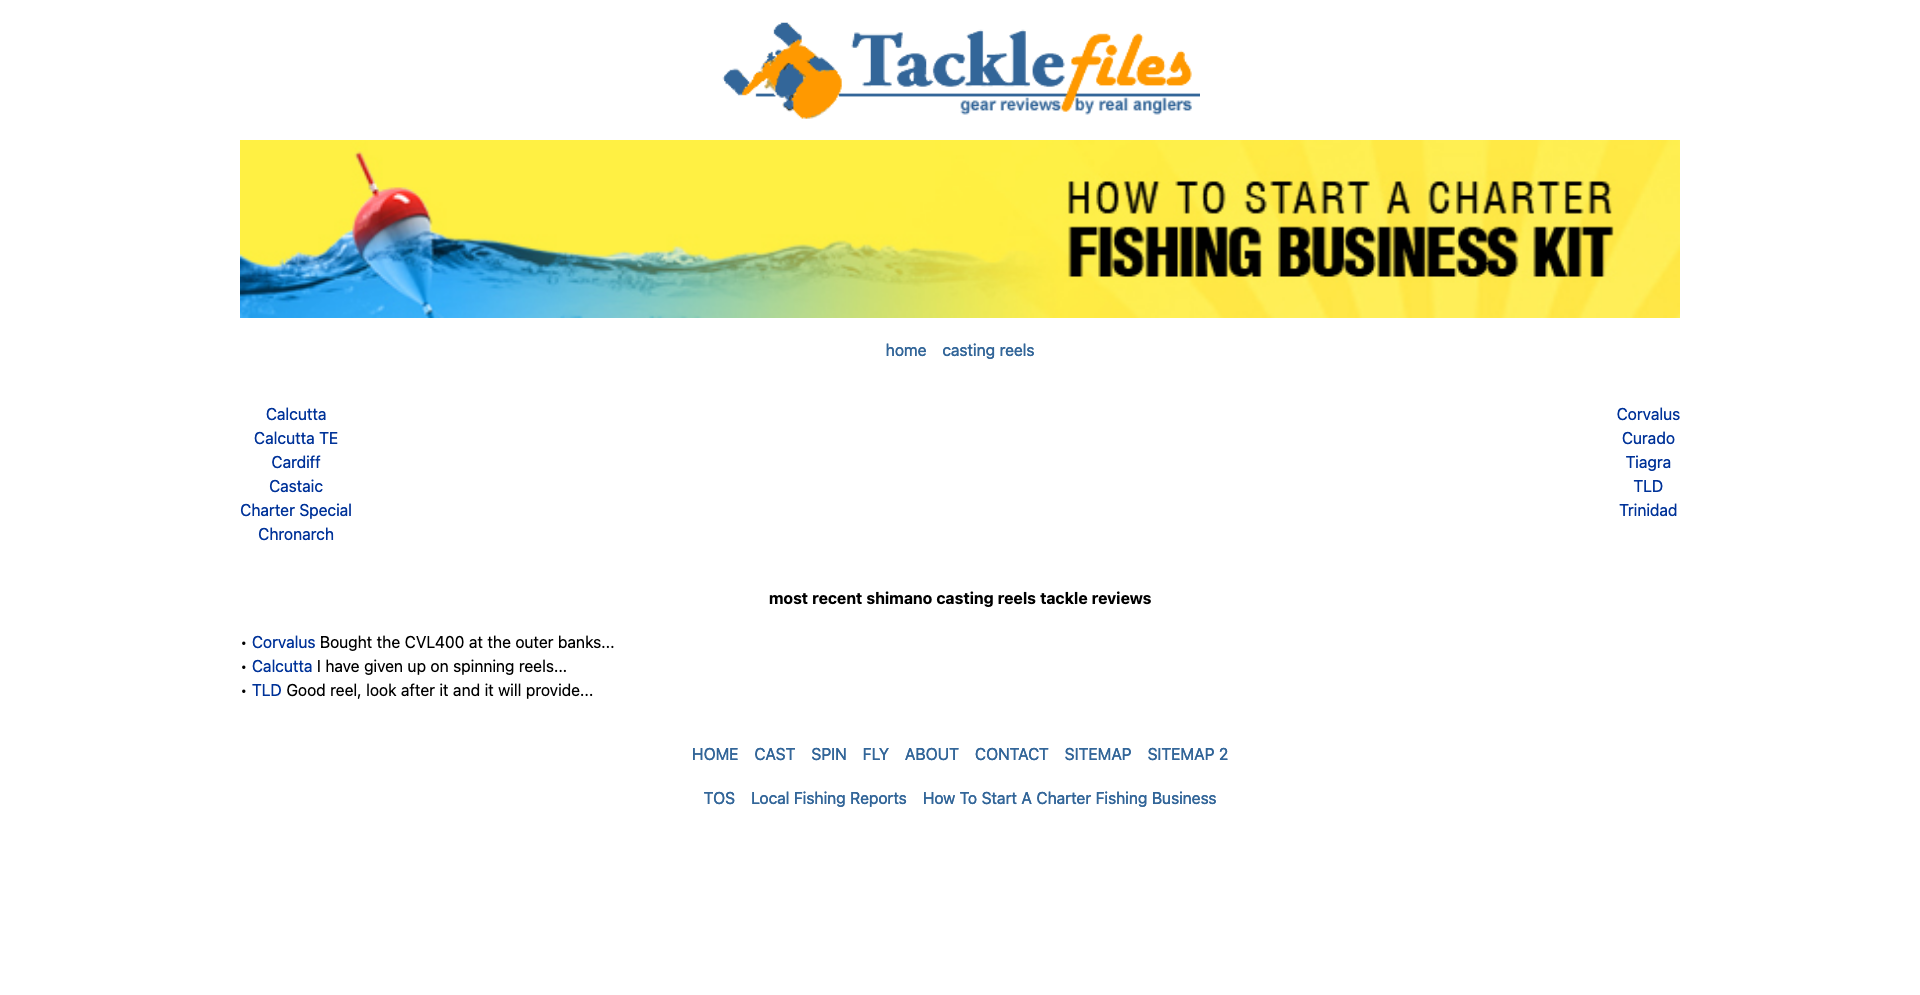 Tacklefiles
gear reviews by real anglers
HOW TO START A CHARTER
FISHING BUSINESS KIT
home casting reels
Calcutta
Calcutta TE
Cardiff
Castaic
Charter Special
Chronarch
Corvalus
Curado
Tiagra
TLD
Trinidad
most recent shimano casting reels tackle reviews
• Corvalus Bought the CVL400 at the outer banks...
• Calcutta I have given up on spinning reels...
• TLD Good reel, look after it and it will provide...
HOME CAST SPIN FLY ABOUT CONTACT SITEMAP SITEMAP 2
TOS Local Fishing Reports How To Start A Charter Fishing Business